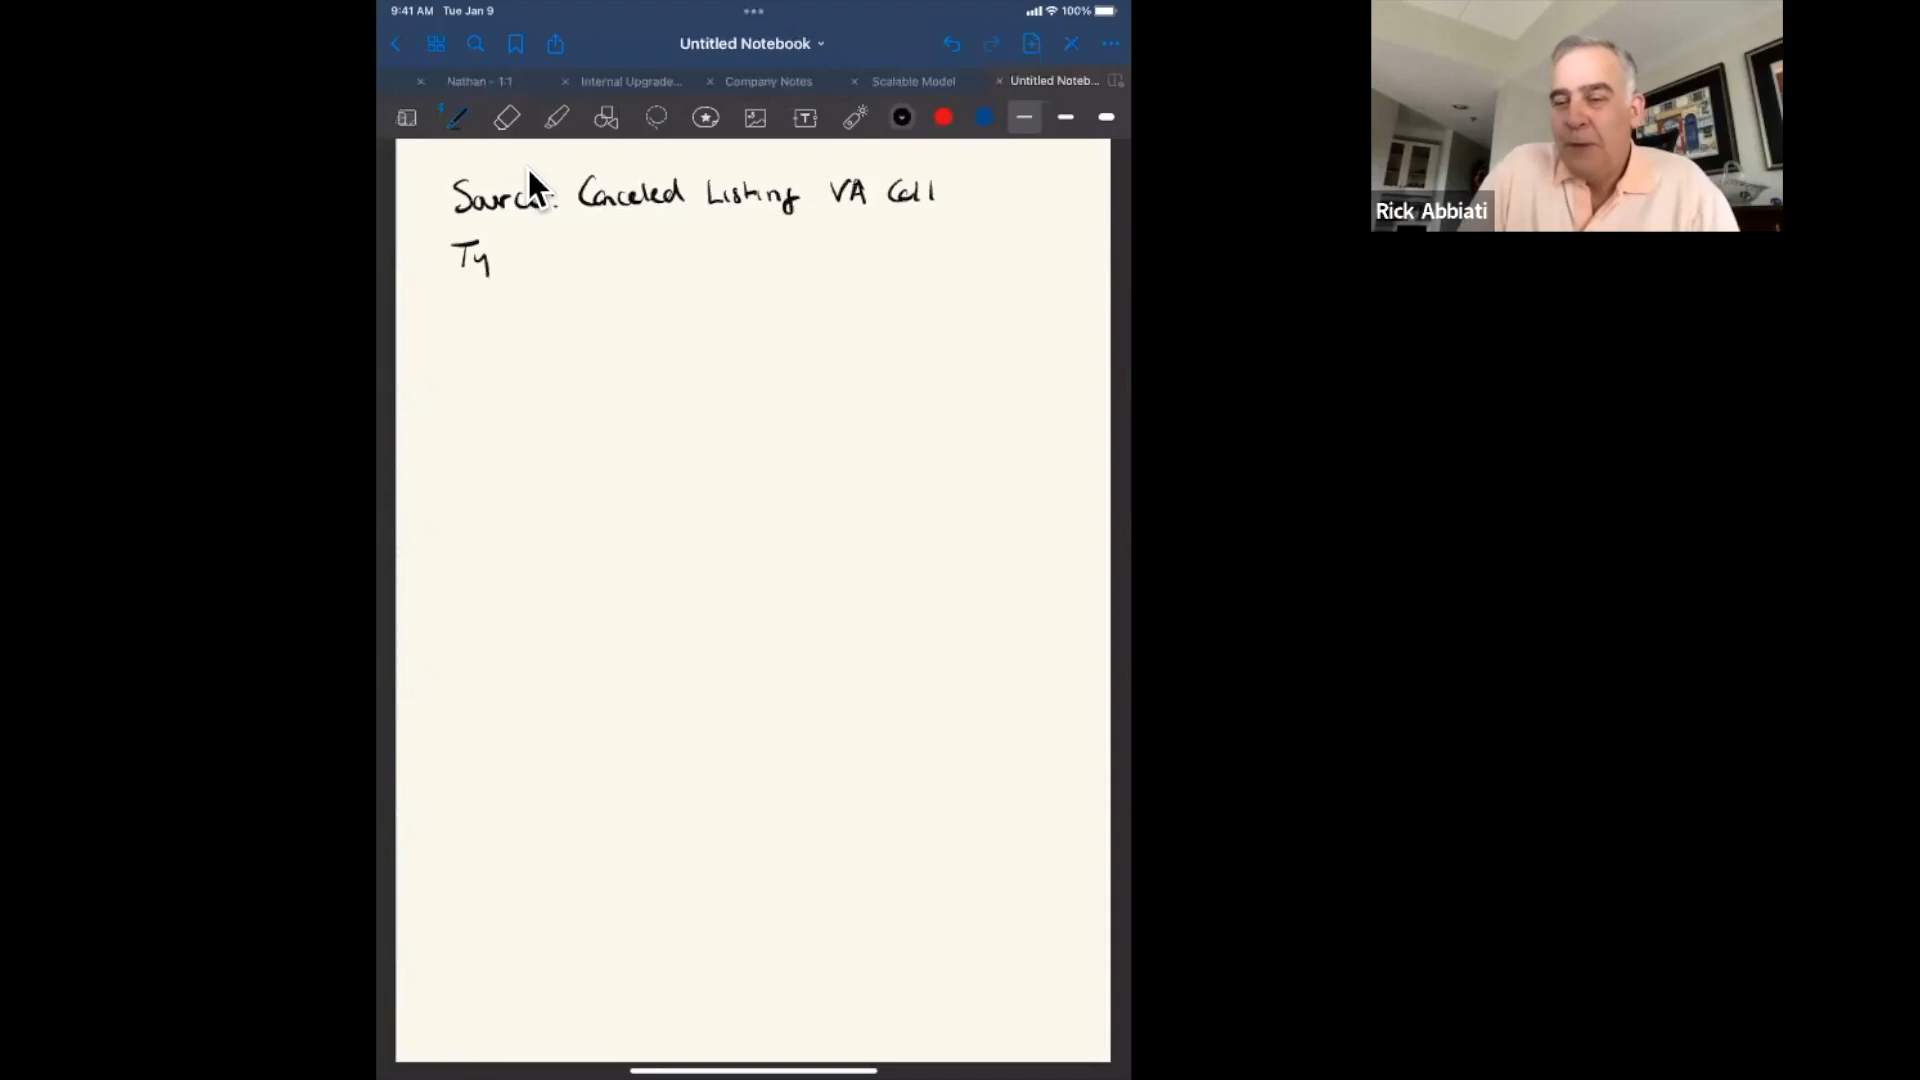 9:41 AM Tue Jan 9 100%
Untitled Notebook
Nathan - 1:1 Internal Upgrade... Company Notes Scalable Model Untitled Noteb...
Source: Canceled Listing VA Call
Ty
Rick Abbiati